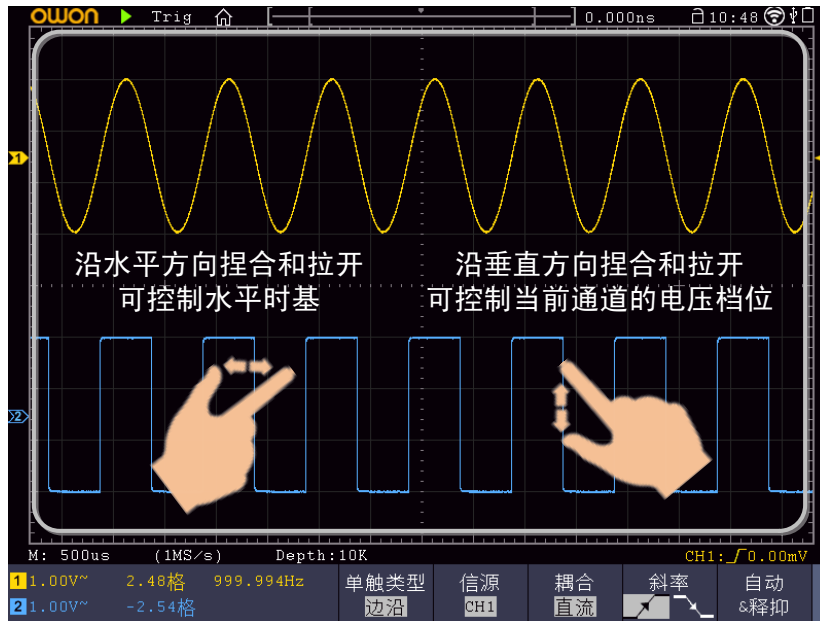 owon Trig 0.000ns 10:48
1
沿水平方向捏合和拉开
可控制水平时基
沿垂直方向捏合和拉开
可控制当前通道的电压档位
2
M: 500us (1MS/s) Depth:10K CH1: 0.00mV
1 1.00V~ 2.48格 999.994Hz
2 1.00V~ -2.54格
单触类型
边沿
信源
CH1
耦合
直流
斜率
自动
&释抑